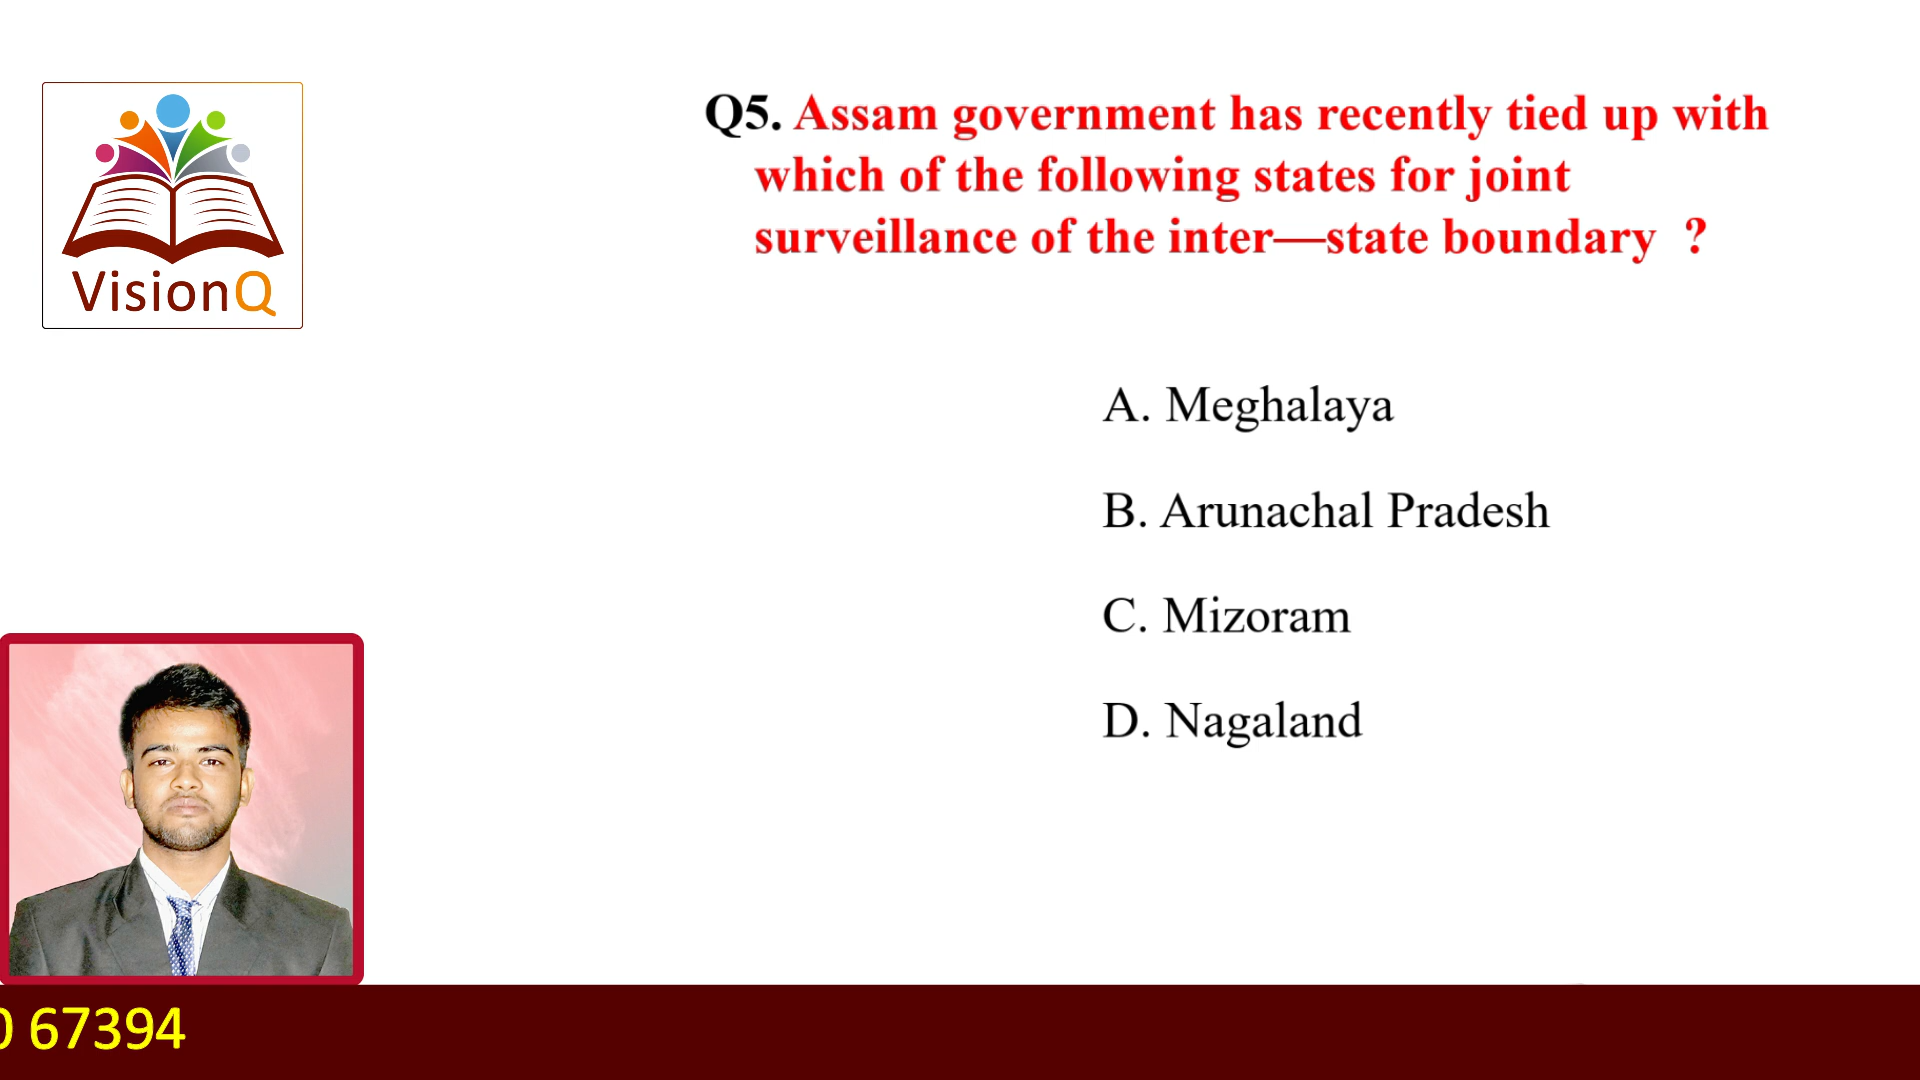 VisionQ
Q5. Assam government has recently tied up with
which of the following states for joint
surveillance of the inter—state boundary ?
A. Meghalaya
B. Arunachal Pradesh
C. Mizoram
D. Nagaland
0 67394